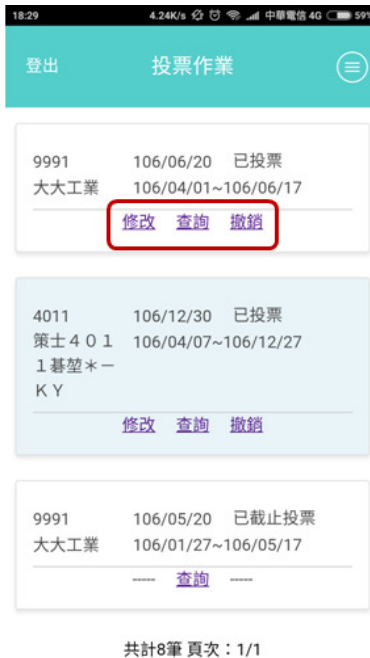 18:29 4.24K/s 中華電信 4G 59%
登出 投票作業
9991 106/06/20 已投票
大大工業 106/04/01~106/06/17
修改 查詢 撤銷
4011 106/12/30 已投票
策士４０１ 106/04/07~106/12/27
１碁堃＊－
ＫＹ
修改 查詢 撤銷
9991 106/05/20 已截止投票
大大工業 106/01/27~106/05/17
---- 查詢 ----
共計8筆 頁次：1/1